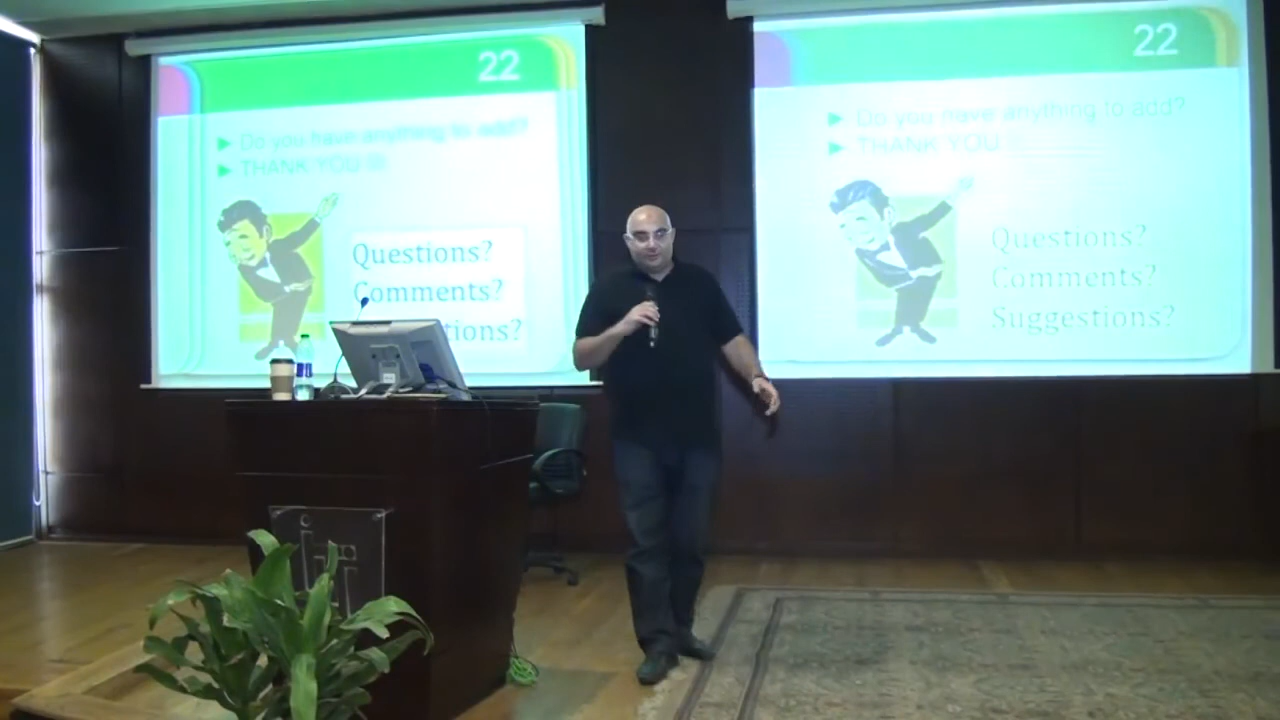 22
Do you have anything to add?
THANK YOU ☺
Questions?
Comments?
tions?
22
Do you have anything to add?
THANK YOU
Questions?
Comments?
Suggestions?